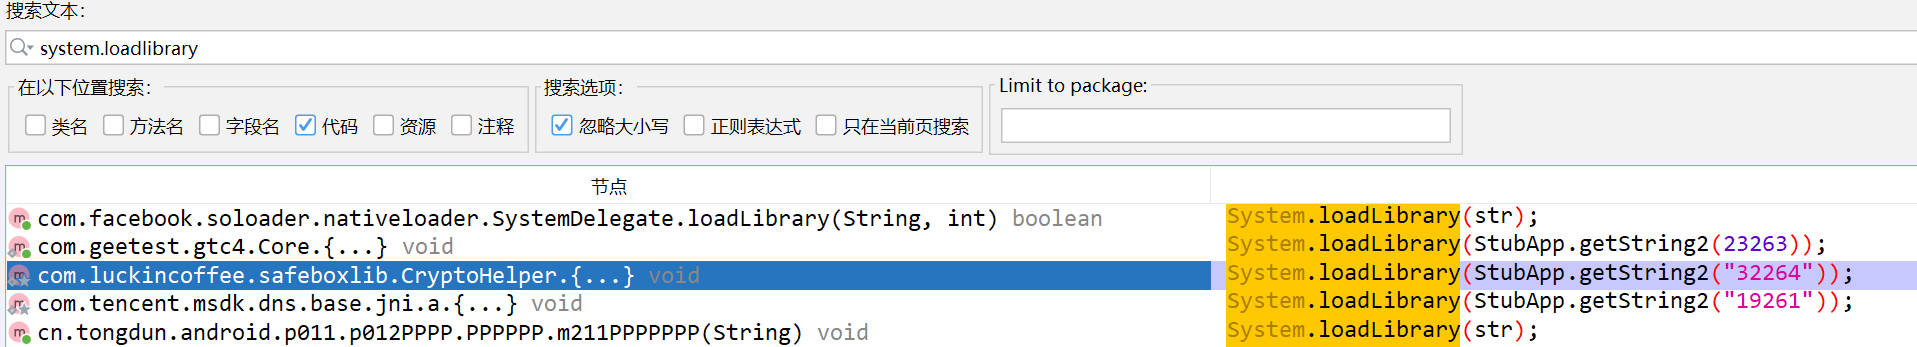 搜索文本：
system.loadlibrary
在以下位置搜索： 搜索选项： Limit to package:
类名 方法名 字段名 代码 资源 注释 忽略大小写 正则表达式 只在当前页搜索
节点
com.facebook.soloader.nativeloader.SystemDelegate.loadLibrary(String, int) boolean System.loadLibrary(str);
com.geetest.gtc4.Core.{...} void System.loadLibrary(StubApp.getString2(23263));
com.luckincoffee.safeboxlib.CryptoHelper.{...} void System.loadLibrary(StubApp.getString2("32264"));
com.tencent.msdk.dns.base.jni.a.{...} void System.loadLibrary(StubApp.getString2("19261"));
cn.tongdun.android.p011.p012PPPP.PPPPPP.m211PPPPPPP(String) void System.loadLibrary(str);